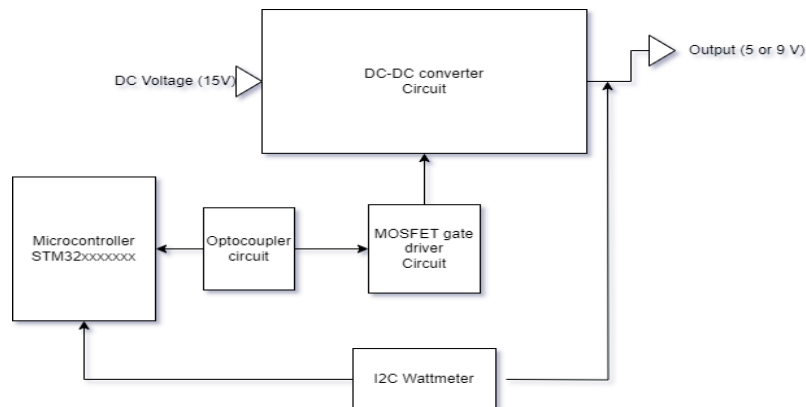 DC-DC converter
Circuit
DC Voltage (15V)
Output (5 or 9 V)
Microcontroller
STM32xxxxxxx
Optocoupler
circuit
MOSFET gate
driver
Circuit
I2C Wattmeter